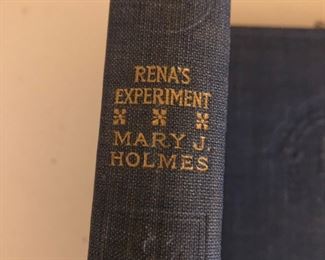 RENA'S
EXPERIMENT
MARY J.
HOLMES